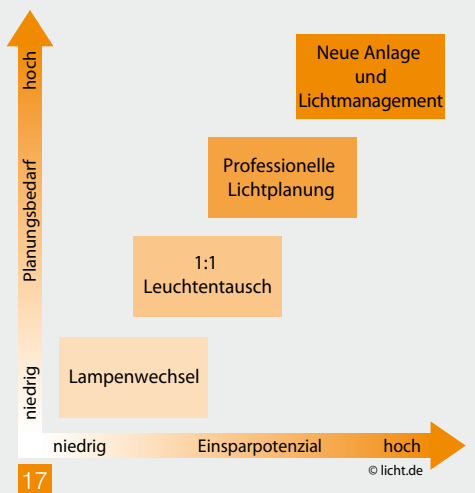 Neue Anlage
und
Lichtmanagement
Professionelle
Lichtplanung
1:1
Leuchtentausch
Lampenwechsel
hoch
Planungsbedarf
niedrig
niedrig Einsparpotenzial hoch
© licht.de
17